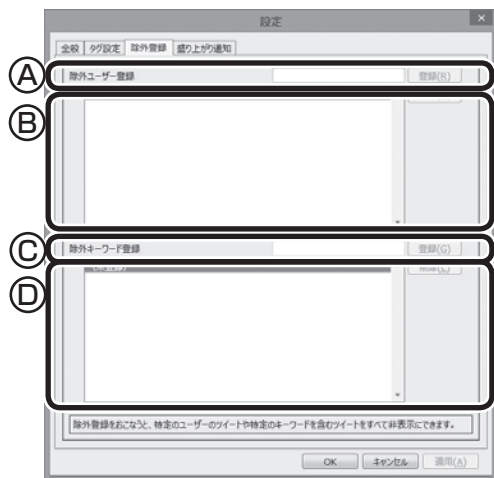 設定
×
全般 タグ設定 除外登録 盛り上がり通知
Ⓐ 除外ユーザー登録 登録(R)
Ⓑ
Ⓒ 除外キーワード登録 登録(G)
(未登録) 削除(L)
Ⓓ
除外登録をおこなうと、特定のユーザーのツイートや特定のキーワードを含むツイートをすべて非表示にできます。
OK キャンセル 適用(A)